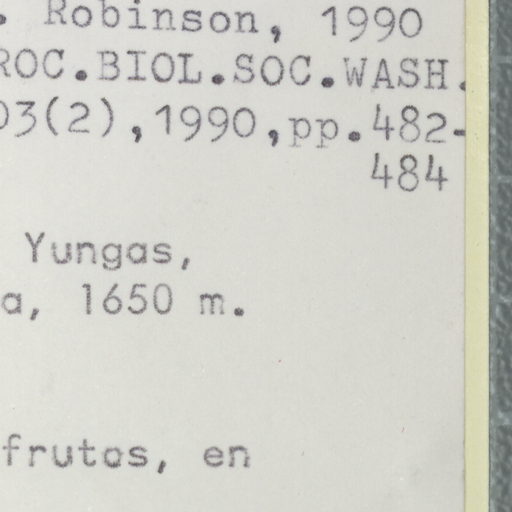 . Robinson, 1990
ROC.BIOL.SOC.WASH.
03(2),1990,pp.482-
484
Yungas,
a, 1650 m.
frutos, en